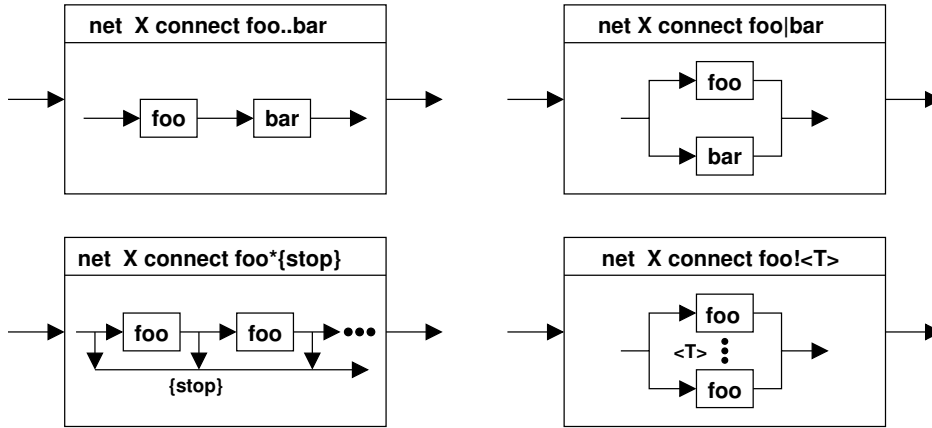 net X connect foo..bar
foo
bar
net X connect foo|bar
foo
bar
net X connect foo*{stop}
foo
foo
{stop}
net X connect foo!<T>
foo
<T>
foo